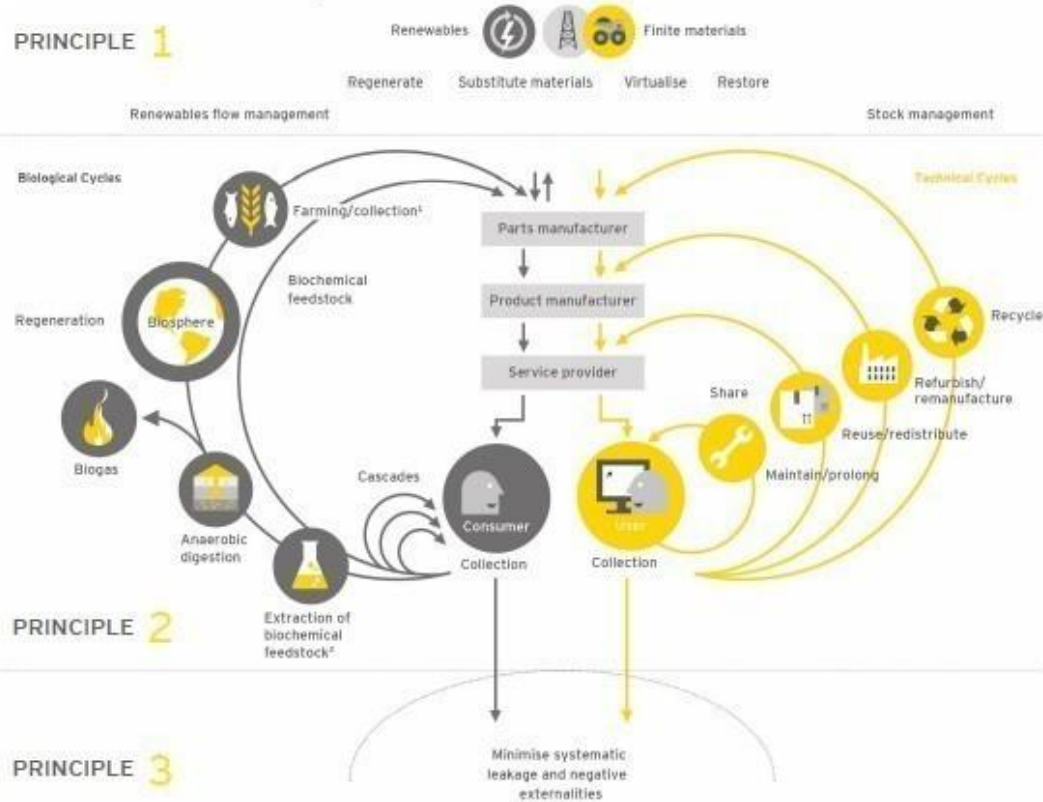 PRINCIPLE 1
Renewables
Finite materials
Regenerate
Substitute materials
Virtualise
Restore
Renewables flow management
Stock management
Biological Cycles
Technical Cycles
Farming/collection¹
Parts manufacturer
Biochemical
feedstock
Product manufacturer
Regeneration
Biosphere
Recycle
Service provider
Share
Refurbish/
remanufacture
Reuse/redistribute
Biogas
Cascades
Maintain/prolong
Consumer
User
Anaerobic
digestion
Collection
Collection
Extraction of
biochemical
feedstock²
PRINCIPLE 2
PRINCIPLE 3
Minimise systematic
leakage and negative
externalities